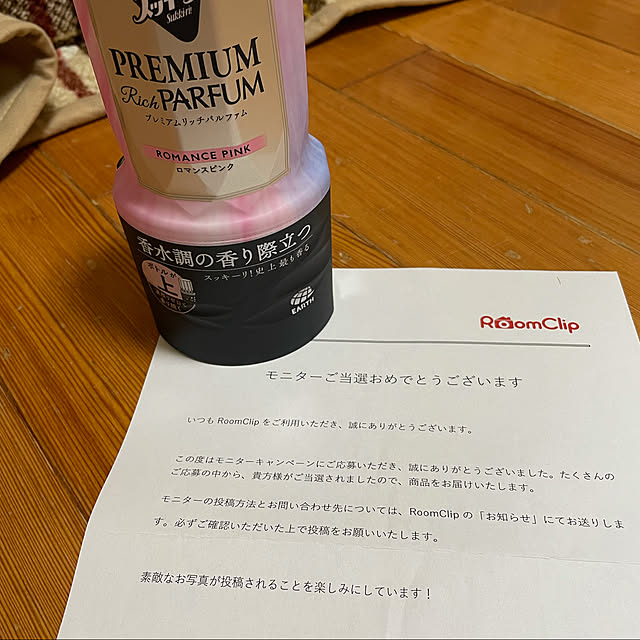 Sukki-ri!
PREMIUM
Rich PARFUM
プレミアムリッチパルファム
ROMANCE PINK
ロマンスピンク
香水調の香り際立つ
スッキーリ!史上最も香る
ボトルが
上
EARTH
RoomClip
モニターご当選おめでとうございます
いつも RoomClip をご利用いただき、誠にありがとうございます。
この度はモニターキャンペーンにご応募いただき、誠にありがとうございました。たくさんの
ご応募の中から、貴方様がご当選されましたので、商品をお届けいたします。
モニターの投稿方法とお問い合わせ先については、RoomClip の「お知らせ」にてお送りしま
す。必ずご確認いただいた上で投稿をお願いいたします。
素敵なお写真が投稿されることを楽しみにしています！